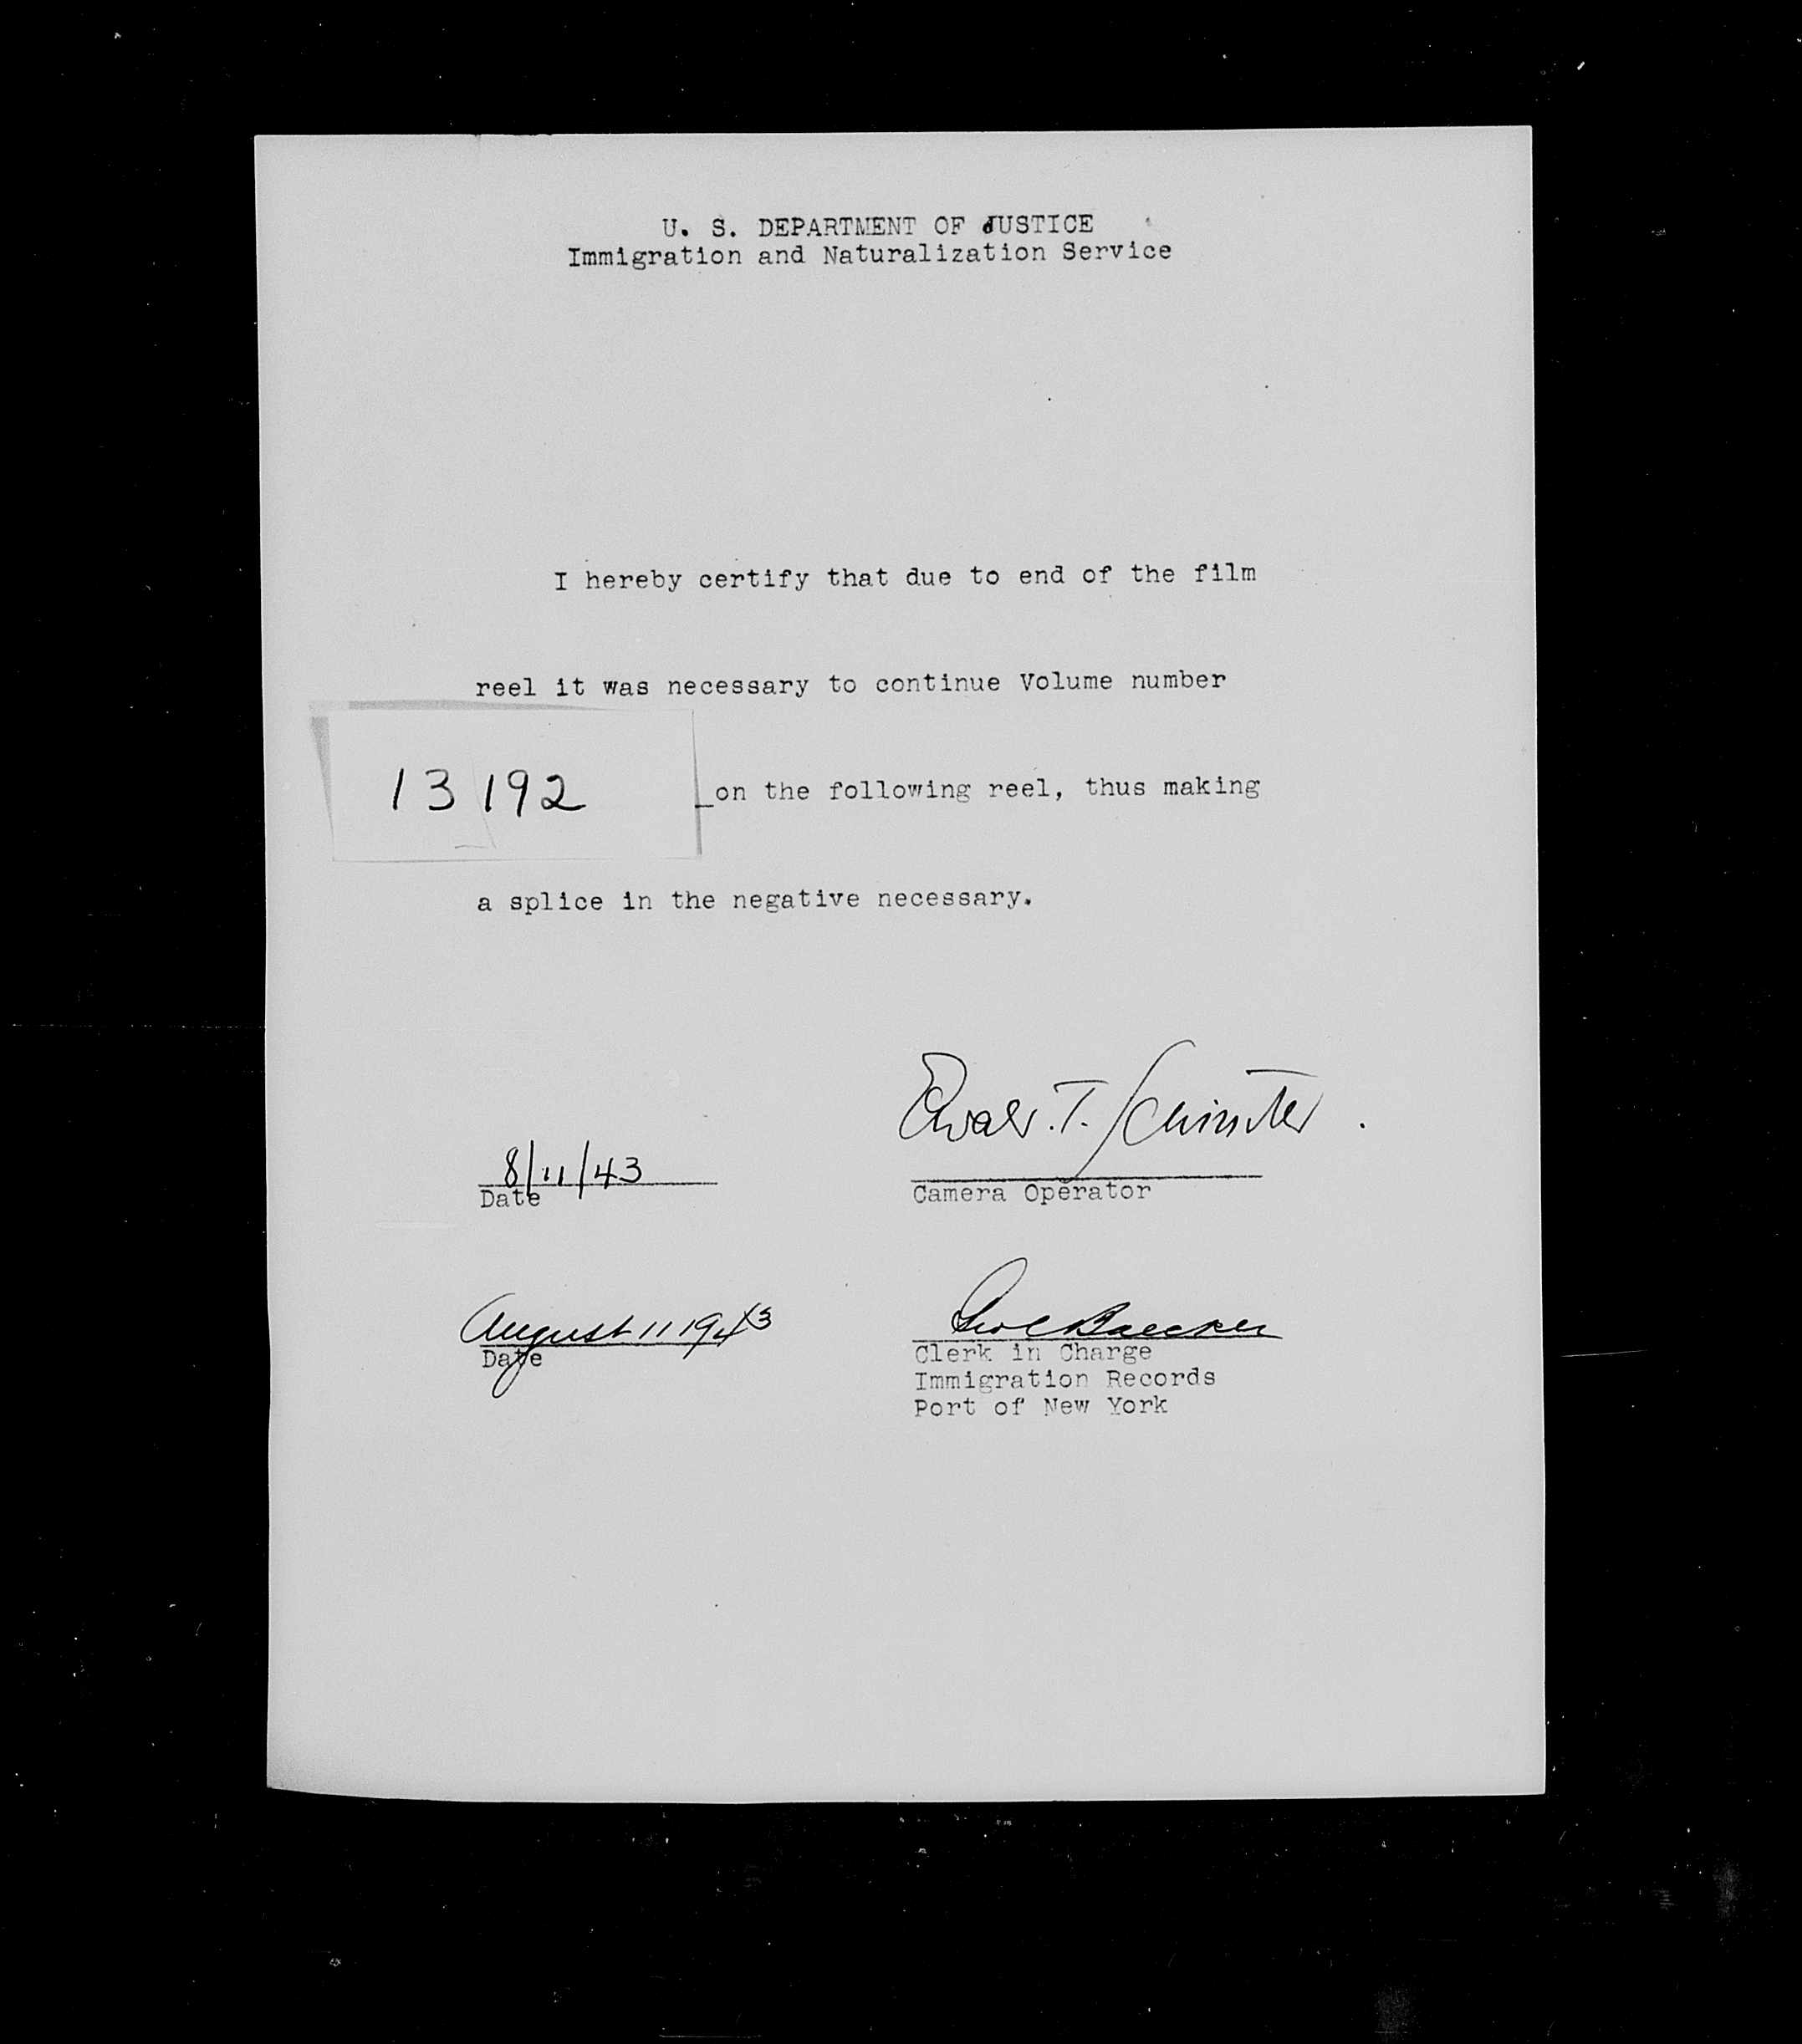 U. S. DEPARTMENT OF JUSTICE
Immigration and Naturalization Service
I hereby certify that due to end of the film
reel it was necessary to continue Volume number
13192 on the following reel, thus making
a splice in the negative necessary.
8/11/43
Date
Camera Operator
August 11 1943
Date
Clerk in Charge
Immigration Records
Port of New York